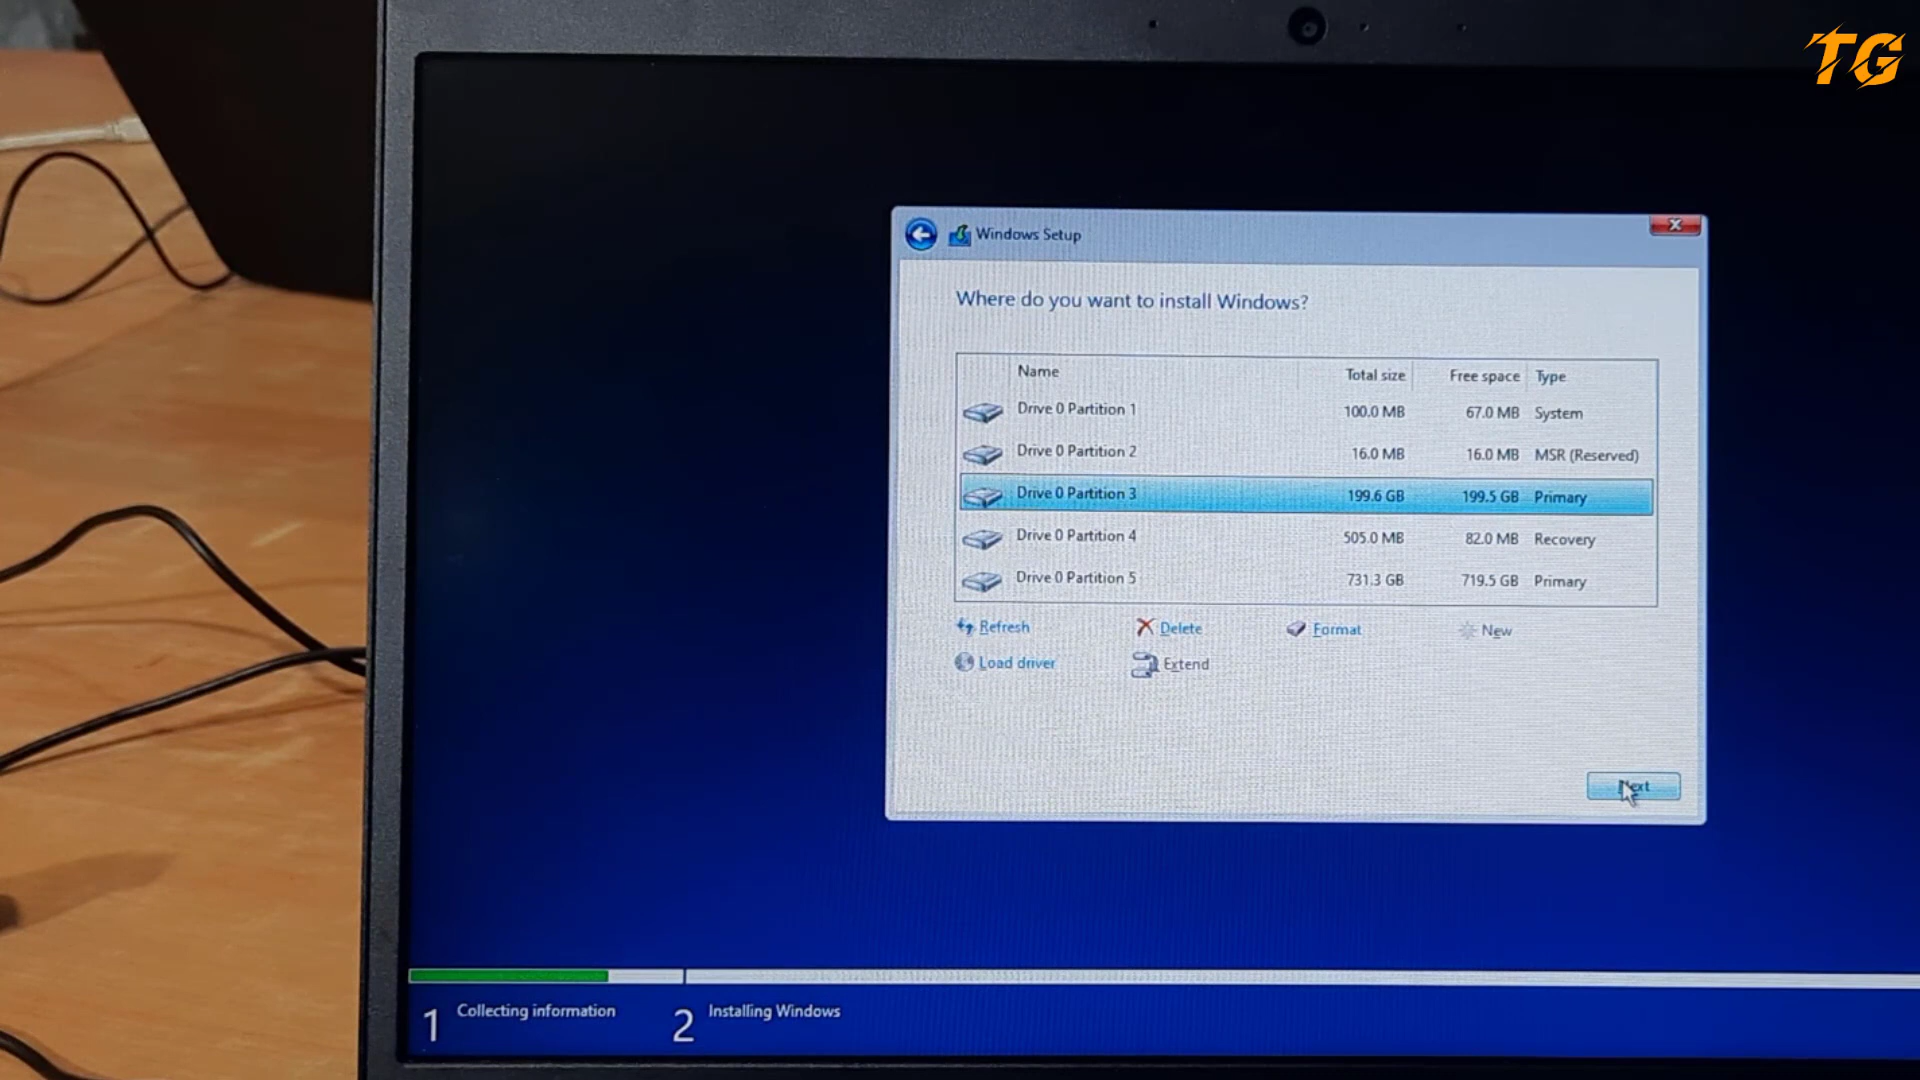 TG
Windows Setup
Where do you want to install Windows?
Name Total size Free space Type
Drive 0 Partition 1 100.0 MB 67.0 MB System
Drive 0 Partition 2 16.0 MB 16.0 MB MSR (Reserved)
Drive 0 Partition 3 199.6 GB 199.5 GB Primary
Drive 0 Partition 4 505.0 MB 82.0 MB Recovery
Drive 0 Partition 5 731.3 GB 719.5 GB Primary
Refresh Delete Format New
Load driver Extend
Next
1 Collecting information 2 Installing Windows